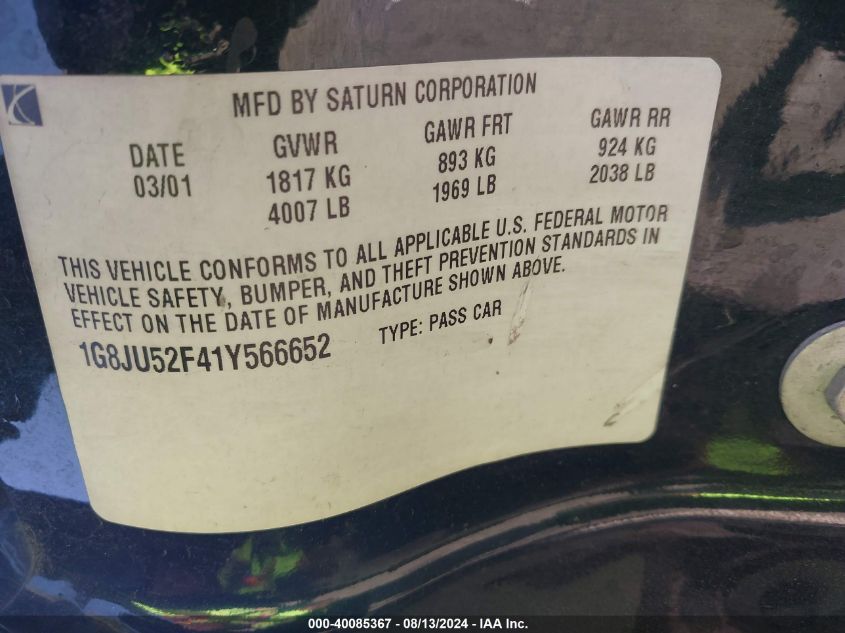 MFD BY SATURN CORPORATION
DATE GVWR GAWR FRT GAWR RR
03/01 1817 KG 893 KG 924 KG
4007 LB 1969 LB 2038 LB
THIS VEHICLE CONFORMS TO ALL APPLICABLE U.S. FEDERAL MOTOR
VEHICLE SAFETY, BUMPER, AND THEFT PREVENTION STANDARDS IN
EFFECT ON THE DATE OF MANUFACTURE SHOWN ABOVE.
1G8JU52F41Y566652 TYPE: PASS CAR
000-40085367 - 08/13/2024 - IAA Inc.